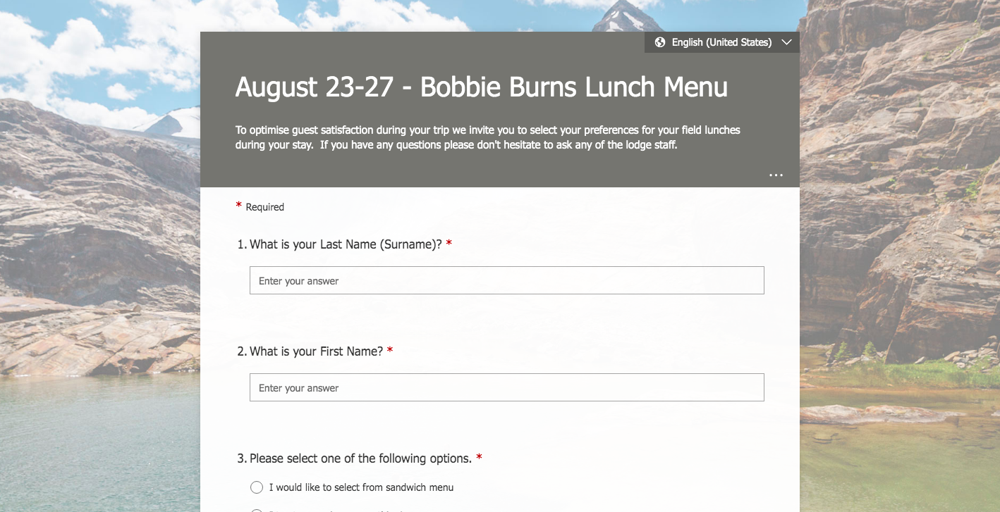 English (United States)
August 23-27 - Bobbie Burns Lunch Menu
To optimise guest satisfaction during your trip we invite you to select your preferences for your field lunches
during your stay.  If you have any questions please don't hesitate to ask any of the lodge staff.
...
* Required
1. What is your Last Name (Surname)? *
Enter your answer
2. What is your First Name? *
Enter your answer
3. Please select one of the following options. *
I would like to select from sandwich menu